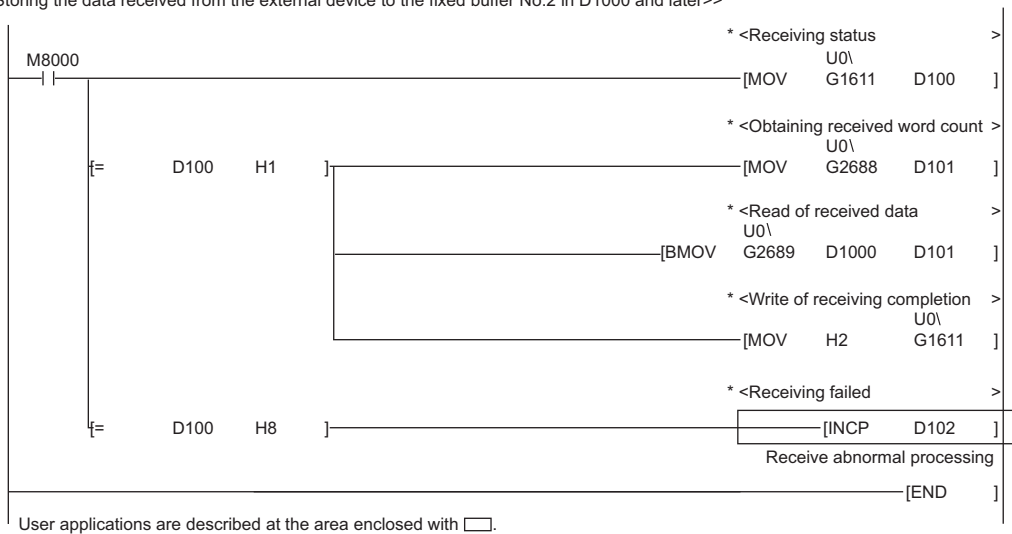 Storing the data received from the external device to the fixed buffer No.2 in D1000 and later>>
* <Receiving status >
M8000
U0\
[MOV G1611 D100 ]
* <Obtaining received word count >
U0\
[= D100 H1 ] [MOV G2688 D101 ]
* <Read of received data >
U0\
[BMOV G2689 D1000 D101 ]
* <Write of receiving completion >
U0\
[MOV H2 G1611 ]
* <Receiving failed >
[= D100 H8 ] [INCP D102 ]
Receive abnormal processing
[END ]
User applications are described at the area enclosed with .